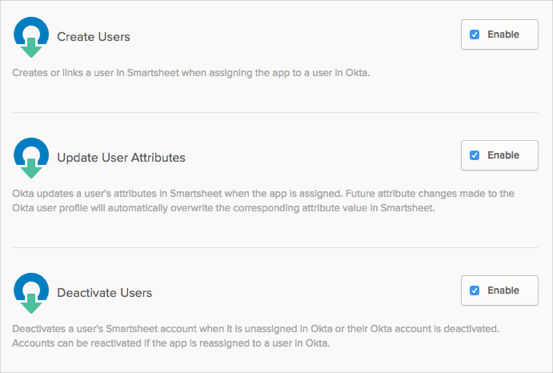 Create Users
Enable
Creates or links a user in Smartsheet when assigning the app to a user in Okta.
Update User Attributes
Enable
Okta updates a user's attributes in Smartsheet when the app is assigned. Future attribute changes made to the
Okta user profile will automatically overwrite the corresponding attribute value in Smartsheet.
Deactivate Users
Enable
Deactivates a user's Smartsheet account when it is unassigned in Okta or their Okta account is deactivated.
Accounts can be reactivated if the app is reassigned to a user in Okta.